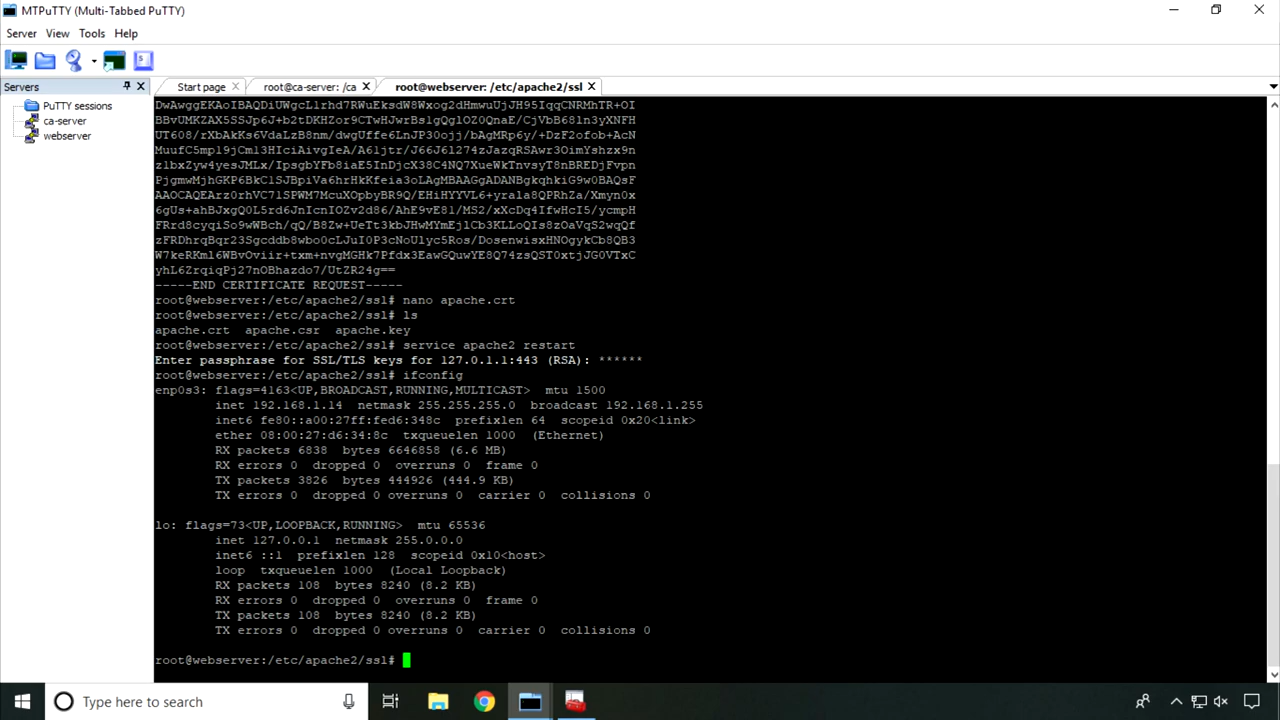 MTPuTTY (Multi-Tabbed PuTTY)
Server View Tools Help
Servers
Start page
root@ca-server: /ca
root@webserver: /etc/apache2/ssl
PuTTY sessions
ca-server
webserver
DwAwggEKAoIBAQDiUWgcL1rhd7RWuEksdW8Wxog2dHmwuUjJH95IqqCNRMhTR+OI
BBvUMKZAX5SSJp6J+b2tDKHZor9CTwHJwrBs1gQglOZ0QnaE/CjVbB68ln3yXNFH
UT608/rXbAkKs6VdaLzB8nm/dwgUffe6LnJP30ojj/bAgMRp6y/+DzF2ofob+AcN
MuufC5mp19jCm13HIciAivgIeA/A61jtr/J66J61274zJazqRSAwr3OimYshzx9n
zlbxZyw4yesJMLx/IpsgbYFb8iaE5InDjcX38C4NQ7XueWkTnvsyT8nBREDjFvpn
PjgmwMjhGKP6BkC1SJBpiVa6hrHkKfeia3oLAgMBAAGgADANBgkqhkiG9w0BAQsF
AAOCAQEArz0rhVC71SPWM7McuXOpbyBR9Q/EHiHYYVL6+yrala8QPRhZa/Xmyn0x
6gUs+ahBJxgQ0L5rd6JnIcnIOZv2d86/AhE9vE81/MS2/xXcDq4IfwHcI5/ycmpH
FRrd8cyqiSo9wWBch/qQ/B8Zw+UeTt3kbJHwMYmEjlCb3KLLoQIs8zOaVqS2wqQf
zFRDhrqBqr23Sgcddb8wbo0cLJuI0P3cNoUlyc5Ros/DosenwisxHNOgykCb8QB3
W7keRKml6WBvOviir+txm+nvgMGHk7Pfdx3EawGQuwYE8Q74zsQST0xtjJG0VTxC
yhL6ZrqiqPj27nOBhazdo7/UtZR24g==
-----END CERTIFICATE REQUEST-----
root@webserver:/etc/apache2/ssl# nano apache.crt
root@webserver:/etc/apache2/ssl# ls
apache.crt apache.csr apache.key
root@webserver:/etc/apache2/ssl# service apache2 restart
Enter passphrase for SSL/TLS keys for 127.0.1.1:443 (RSA): ******
root@webserver:/etc/apache2/ssl# ifconfig
enp0s3: flags=4163<UP,BROADCAST,RUNNING,MULTICAST> mtu 1500
inet 192.168.1.14 netmask 255.255.255.0 broadcast 192.168.1.255
inet6 fe80::a00:27ff:fed6:348c prefixlen 64 scopeid 0x20<link>
ether 08:00:27:d6:34:8c txqueuelen 1000 (Ethernet)
RX packets 6838 bytes 6646858 (6.6 MB)
RX errors 0 dropped 0 overruns 0 frame 0
TX packets 3826 bytes 444926 (444.9 KB)
TX errors 0 dropped 0 overruns 0 carrier 0 collisions 0
lo: flags=73<UP,LOOPBACK,RUNNING> mtu 65536
inet 127.0.0.1 netmask 255.0.0.0
inet6 ::1 prefixlen 128 scopeid 0x10<host>
loop txqueuelen 1000 (Local Loopback)
RX packets 108 bytes 8240 (8.2 KB)
RX errors 0 dropped 0 overruns 0 frame 0
TX packets 108 bytes 8240 (8.2 KB)
TX errors 0 dropped 0 overruns 0 carrier 0 collisions 0
root@webserver:/etc/apache2/ssl#
Type here to search